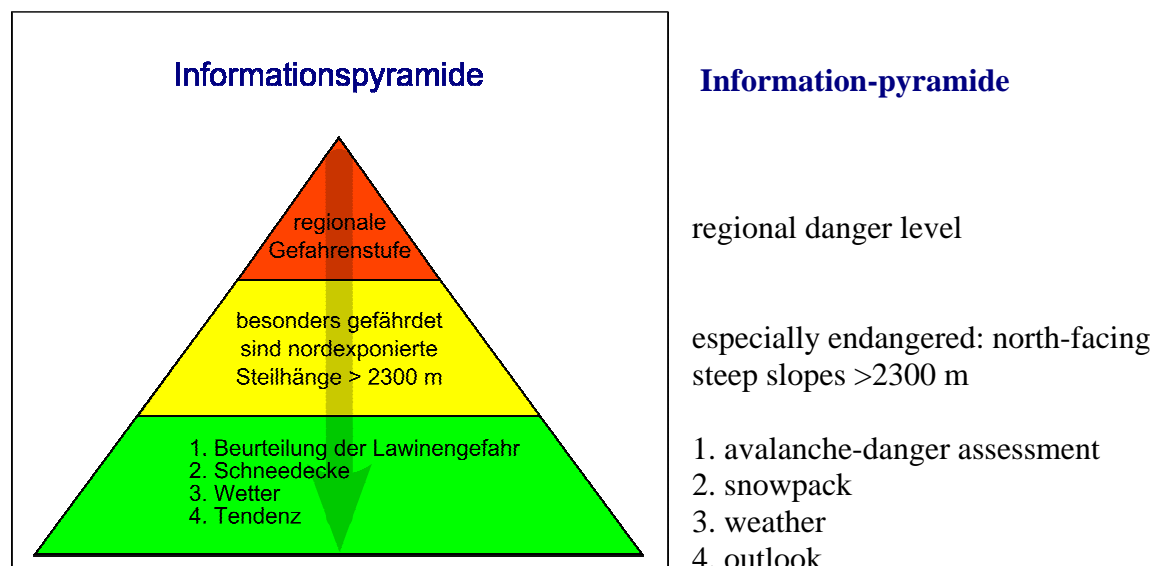 Informationspyramide
regionale
Gefahrenstufe
besonders gefährdet
sind nordexponierte
Steilhänge > 2300 m
1. Beurteilung der Lawinengefahr
2. Schneedecke
3. Wetter
4. Tendenz
Information-pyramide
regional danger level
especially endangered: north-facing
steep slopes >2300 m
1. avalanche-danger assessment
2. snowpack
3. weather
4. outlook